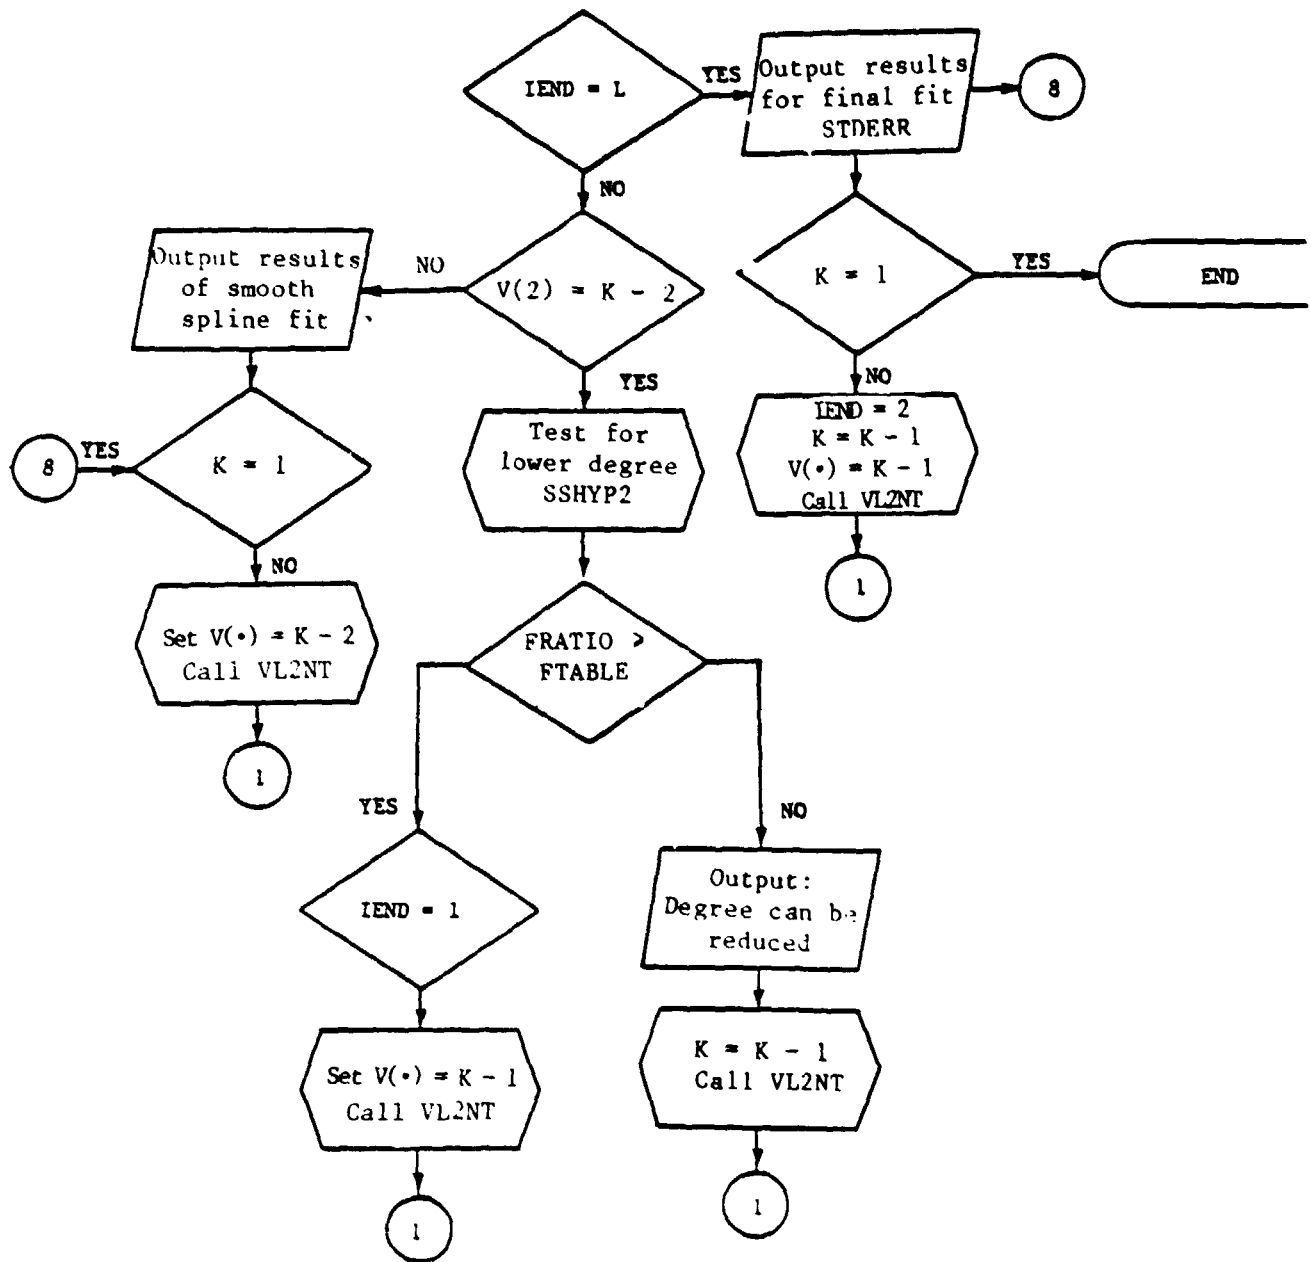 IEND = L
YES
Output results
for final fit
STDERR
8
NO
V(2) = K - 2
NO
Output results
of smooth
spline fit
K = 1
YES
END
YES
NO
IEND = 2
K = K - 1
V(•) = K - 1
Call VL2NT
1
Test for
lower degree
SSHYP2
8
YES
K = 1
NO
Set V(•) = K - 2
Call VL2NT
1
FRATIO >
FTABLE
YES
NO
IEND = 1
Output:
Degree can be
reduced
Set V(•) = K - 1
Call VL2NT
1
K = K - 1
Call VL2NT
1